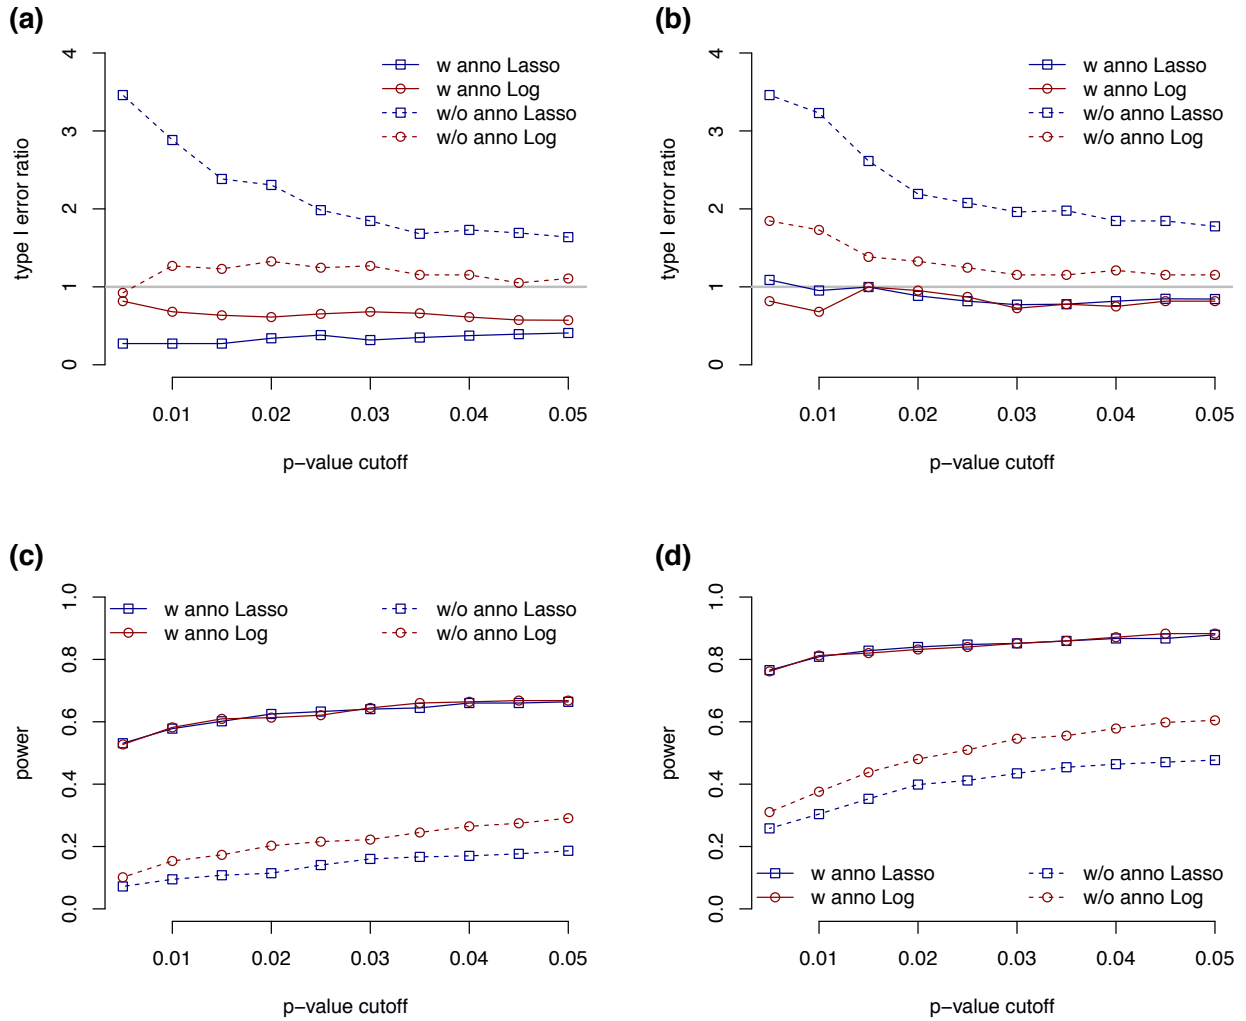 (a)
4
3
2
1
0
type I error ratio
w anno Lasso
w anno Log
w/o anno Lasso
w/o anno Log
0.01 0.02 0.03 0.04 0.05
p−value cutoff
(b)
4
3
2
1
0
type I error ratio
w anno Lasso
w anno Log
w/o anno Lasso
w/o anno Log
0.01 0.02 0.03 0.04 0.05
p−value cutoff
(c)
1.0
0.8
0.6
0.4
0.2
0.0
power
w anno Lasso w/o anno Lasso
w anno Log w/o anno Log
0.01 0.02 0.03 0.04 0.05
p−value cutoff
(d)
1.0
0.8
0.6
0.4
0.2
0.0
power
w anno Lasso w/o anno Lasso
w anno Log w/o anno Log
0.01 0.02 0.03 0.04 0.05
p−value cutoff